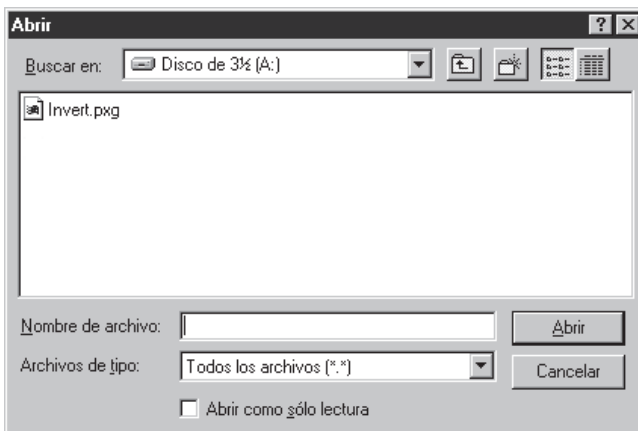 Abrir
Buscar en: Disco de 3½ (A:)
Invert.pxg
Nombre de archivo:
Abrir
Archivos de tipo: Todos los archivos (*.*)
Cancelar
Abrir como sólo lectura